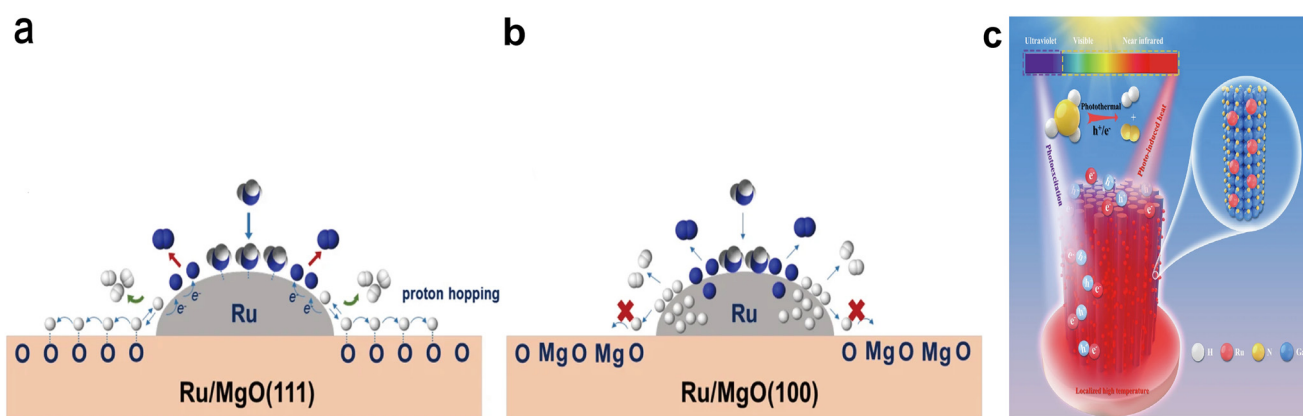 a
Ru
e⁻ e⁻ e⁻ e⁻
proton hopping
O O O O O
O O O O O
Ru/MgO(111)
b
Ru
O Mg O Mg O
O Mg O Mg O
Ru/MgO(100)
c
Ultraviolet Visible Near infrared
Photothermal
+
h⁺/e⁻
Photoexcitation
Photo-induced heat
H Ru N Ga
Localized high temperature